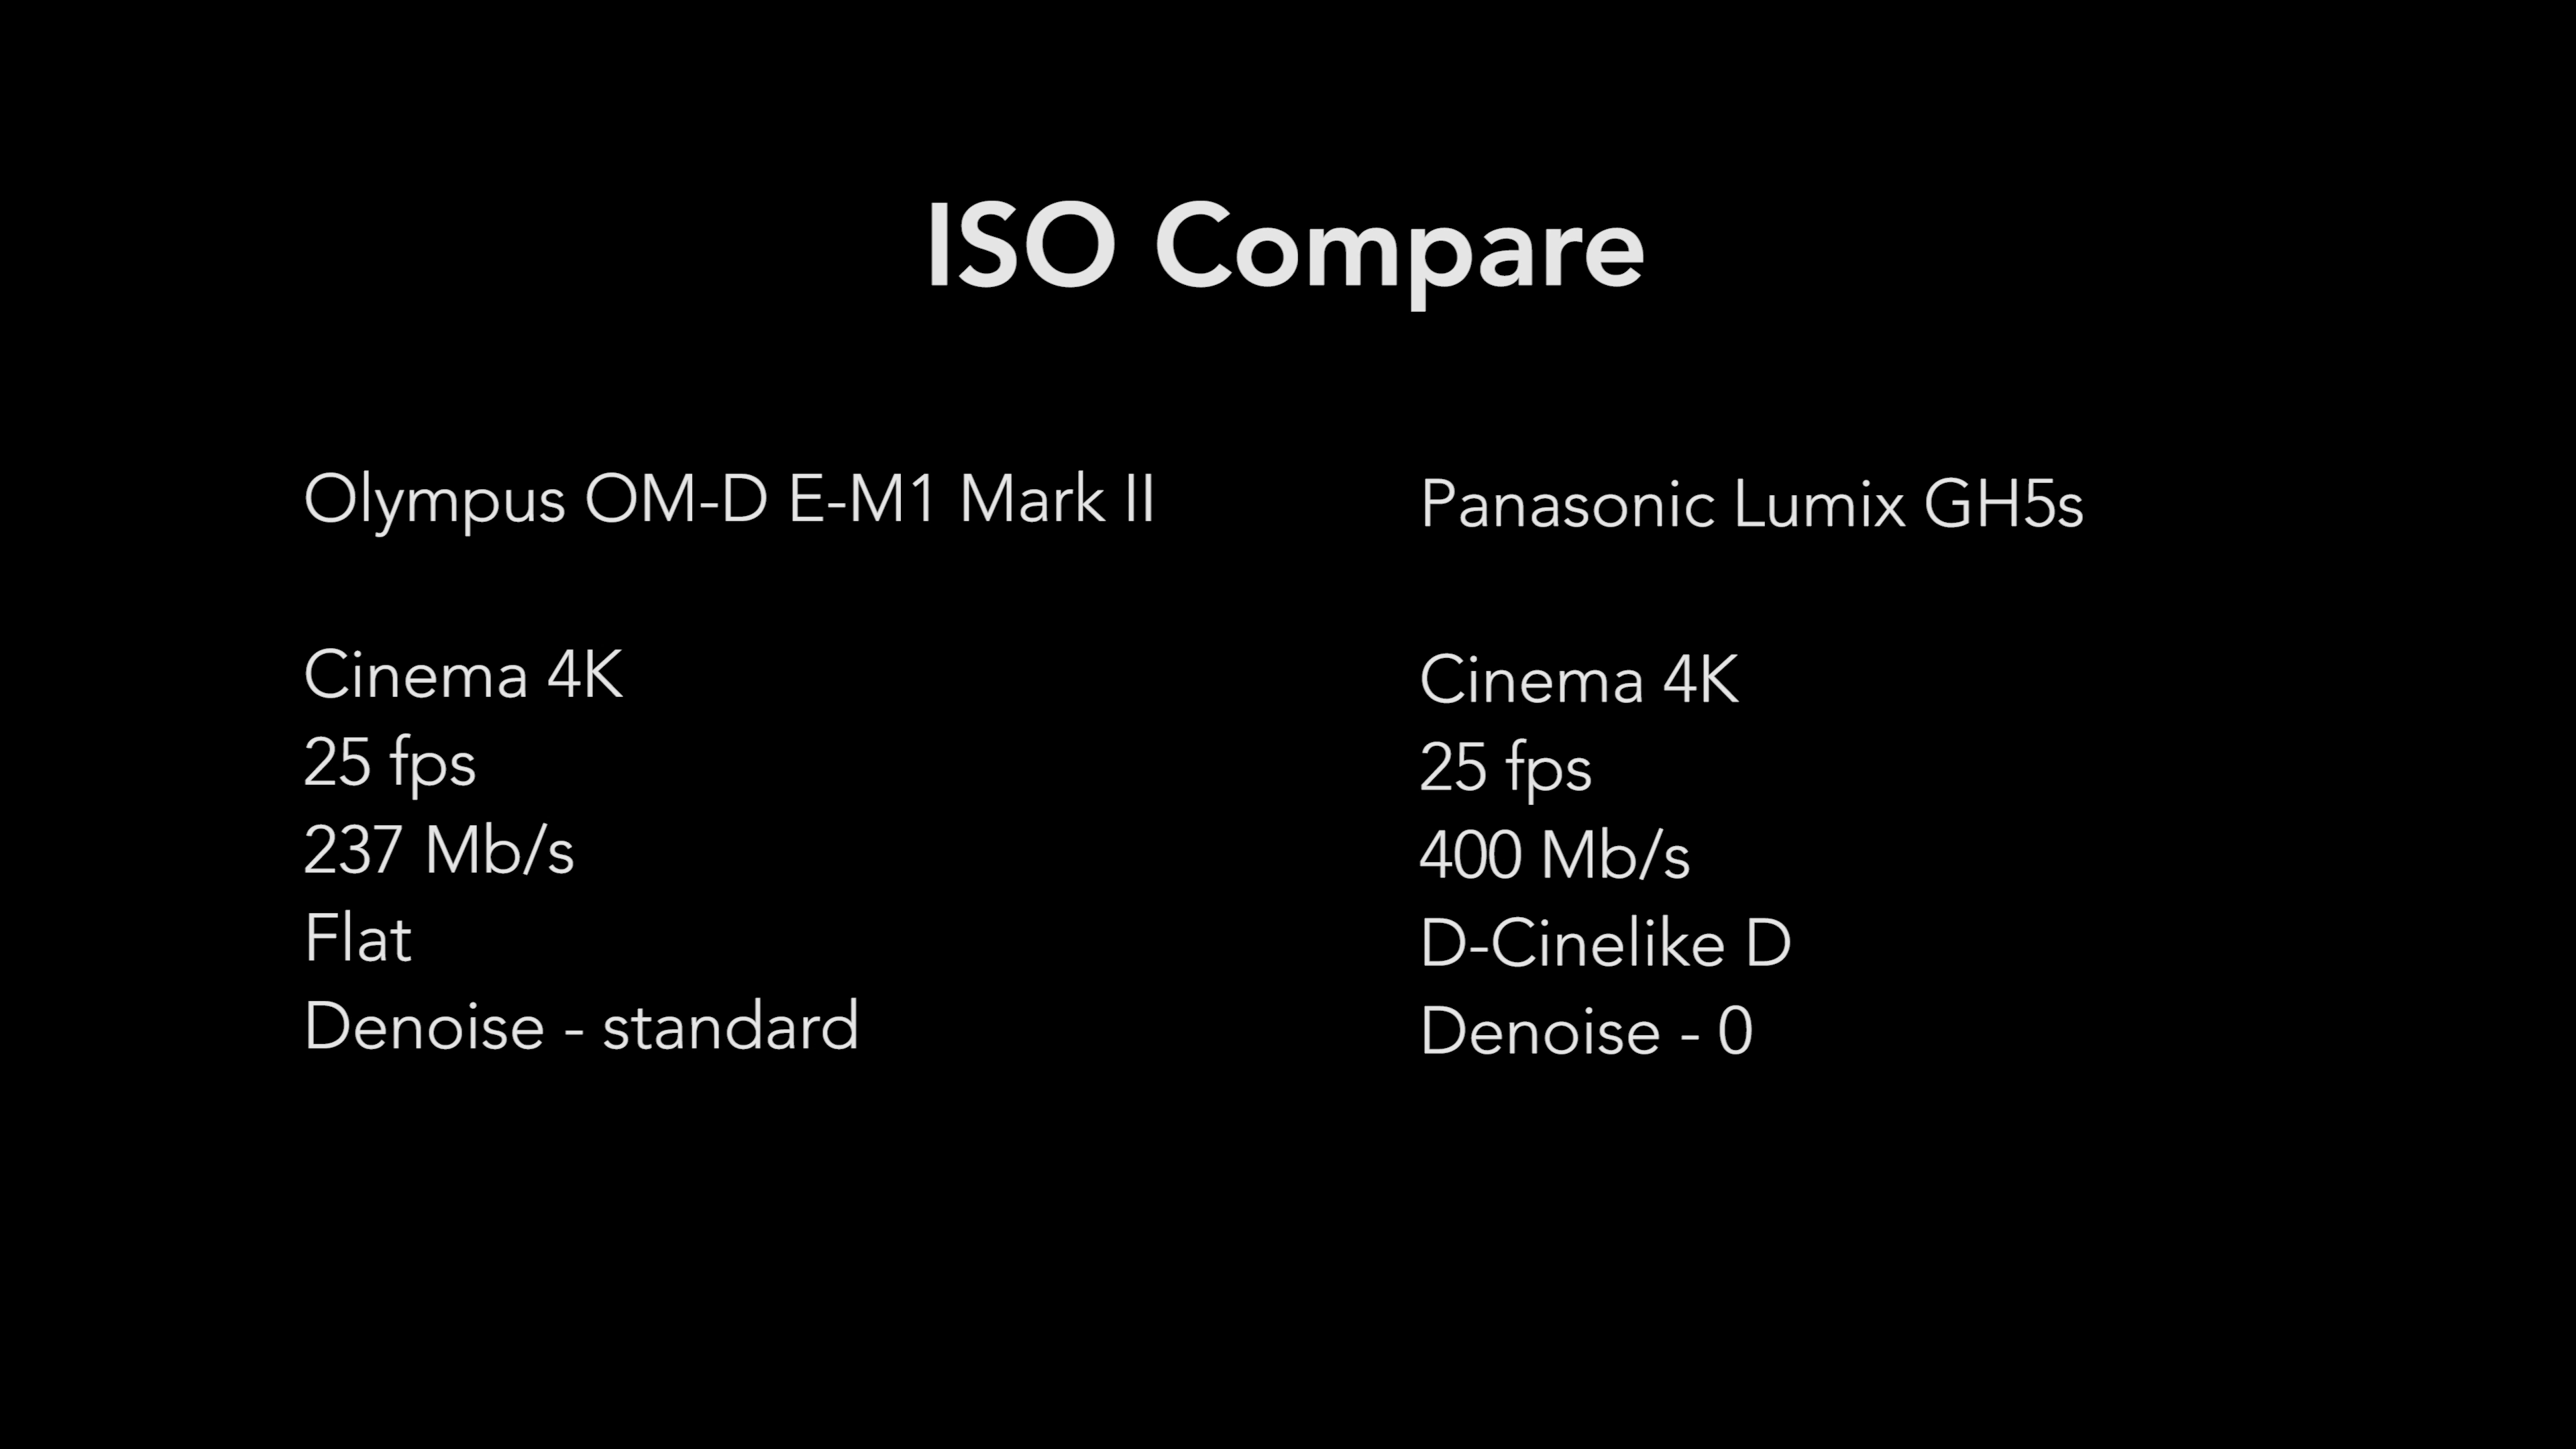 ISO Compare
Olympus OM-D E-M1 Mark II
Cinema 4K
25 fps
237 Mb/s
Flat
Denoise - standard
Panasonic Lumix GH5s
Cinema 4K
25 fps
400 Mb/s
D-Cinelike D
Denoise - 0